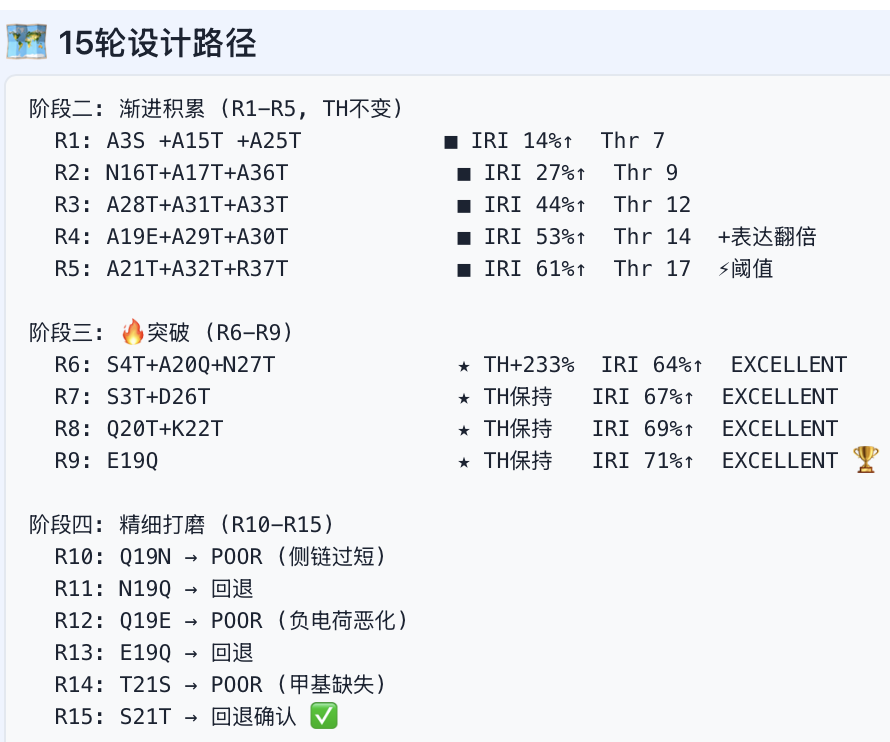 🗺️ 15轮设计路径
阶段二: 渐进积累 (R1-R5, TH不变)
R1: A3S +A15T +A25T ■ IRI 14%↑ Thr 7
R2: N16T+A17T+A36T ■ IRI 27%↑ Thr 9
R3: A28T+A31T+A33T ■ IRI 44%↑ Thr 12
R4: A19E+A29T+A30T ■ IRI 53%↑ Thr 14 +表达翻倍
R5: A21T+A32T+R37T ■ IRI 61%↑ Thr 17 ⚡阈值
阶段三: 🔥突破 (R6-R9)
R6: S4T+A20Q+N27T ★ TH+233% IRI 64%↑ EXCELLENT
R7: S3T+D26T ★ TH保持 IRI 67%↑ EXCELLENT
R8: Q20T+K22T ★ TH保持 IRI 69%↑ EXCELLENT
R9: E19Q ★ TH保持 IRI 71%↑ EXCELLENT 🏆
阶段四: 精细打磨 (R10-R15)
R10: Q19N → POOR (侧链过短)
R11: N19Q → 回退
R12: Q19E → POOR (负电荷恶化)
R13: E19Q → 回退
R14: T21S → POOR (甲基缺失)
R15: S21T → 回退确认 ✅